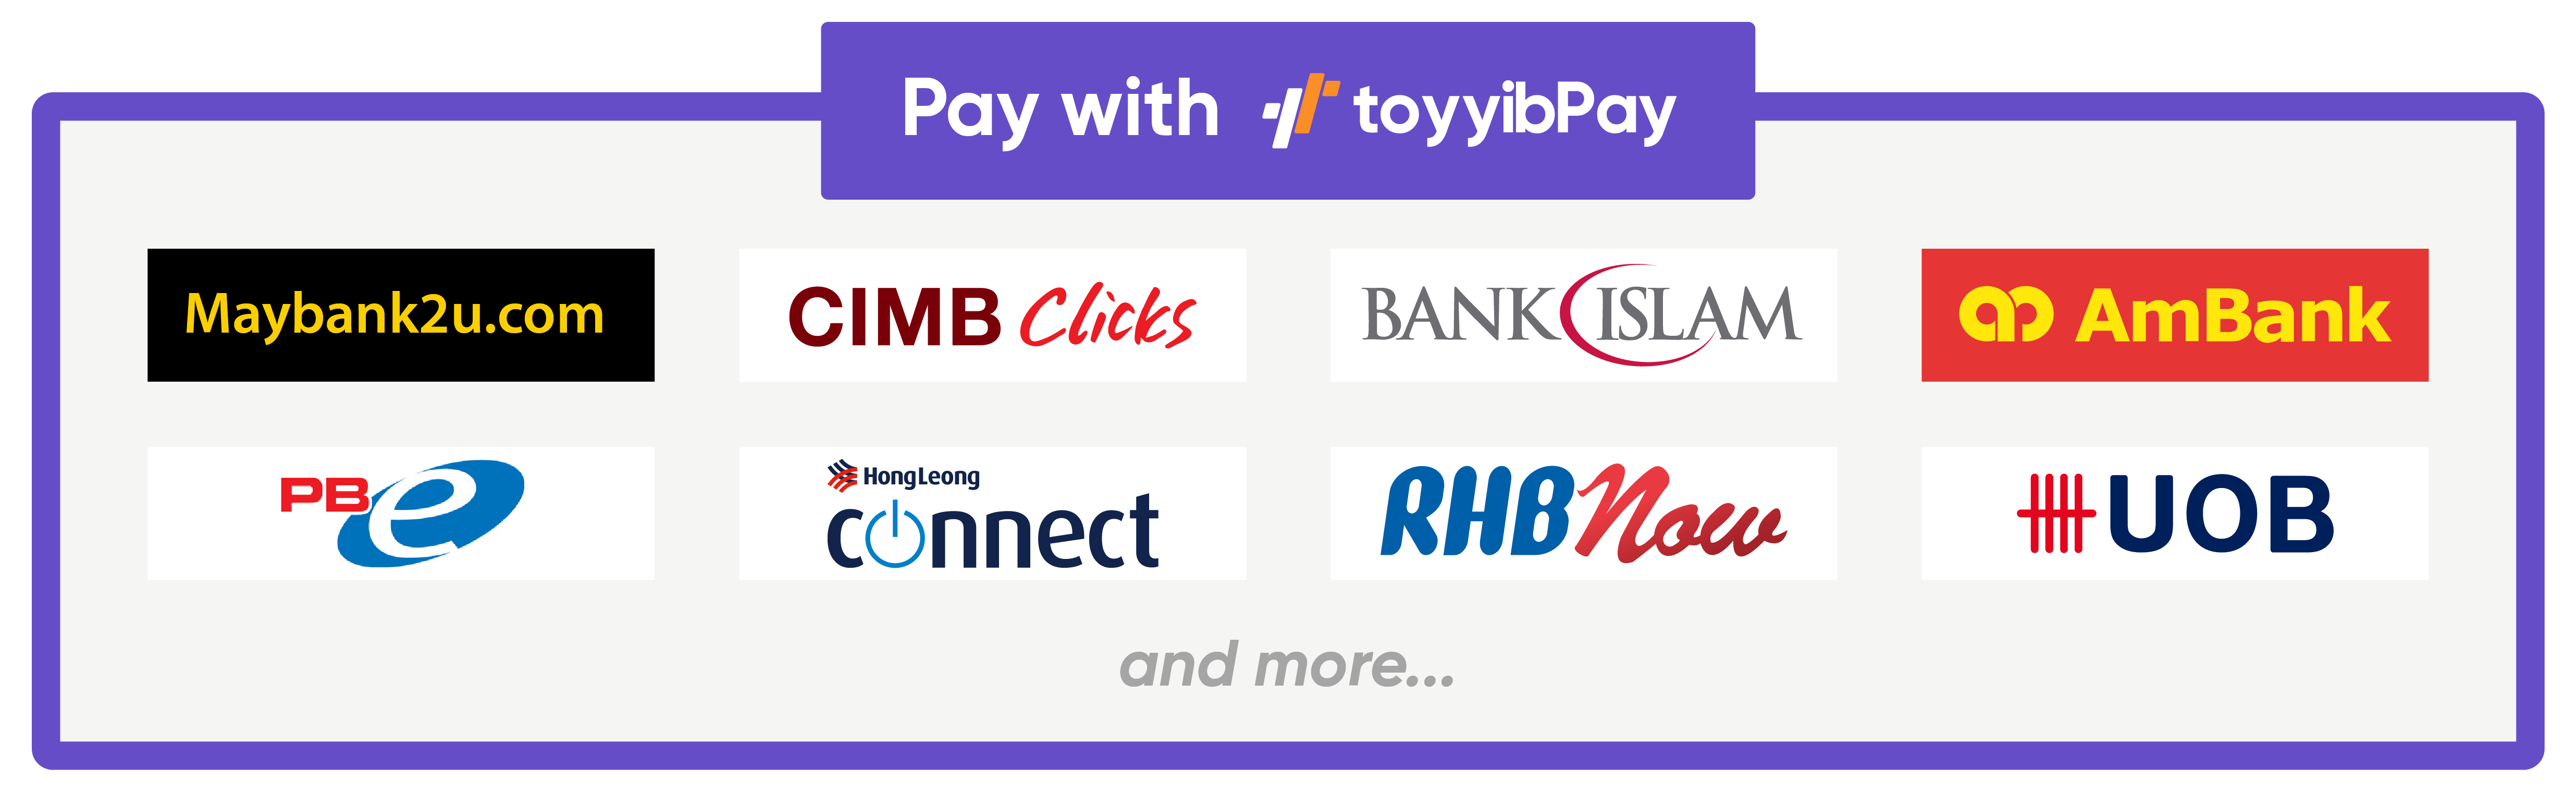 Pay with toyyibPay
Maybank2u.com
CIMB Clicks
BANK ISLAM
AmBank
PBe
HongLeong
connect
RHBNow
UOB
and more...